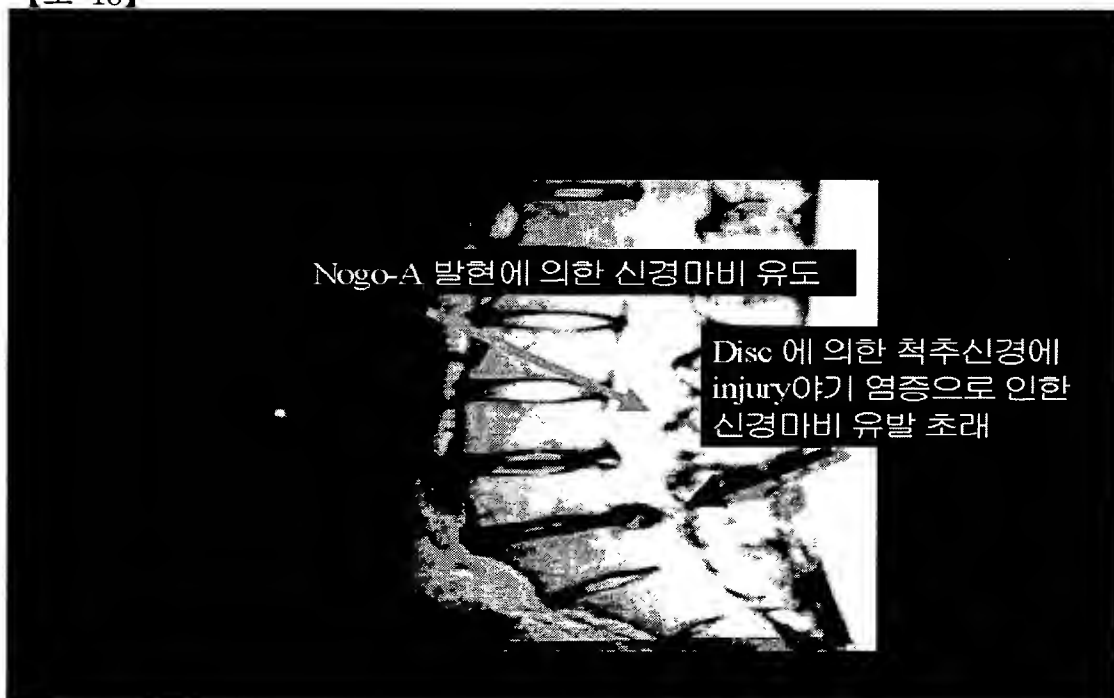 Nogo-A 발현에 의한 신경마비 유도
Disc 에 의한 척추신경에
injury야기 염증으로 인한
신경마비 유발 초래